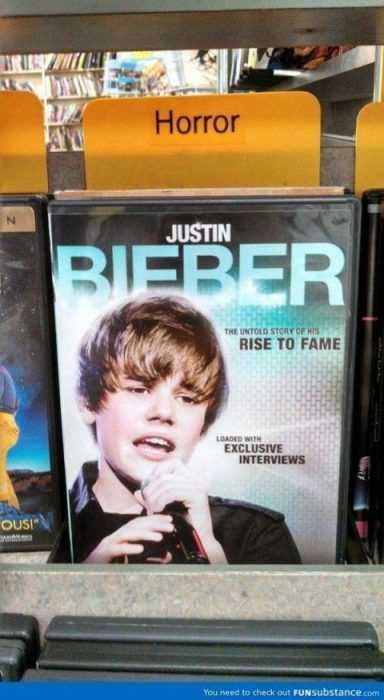 Horror
N
JUSTIN
BIEBER
THE UNTOLD STORY OF HIS
RISE TO FAME
LOADED WITH
EXCLUSIVE
INTERVIEWS
OUS!"
You need to check out FUNsubstance.com